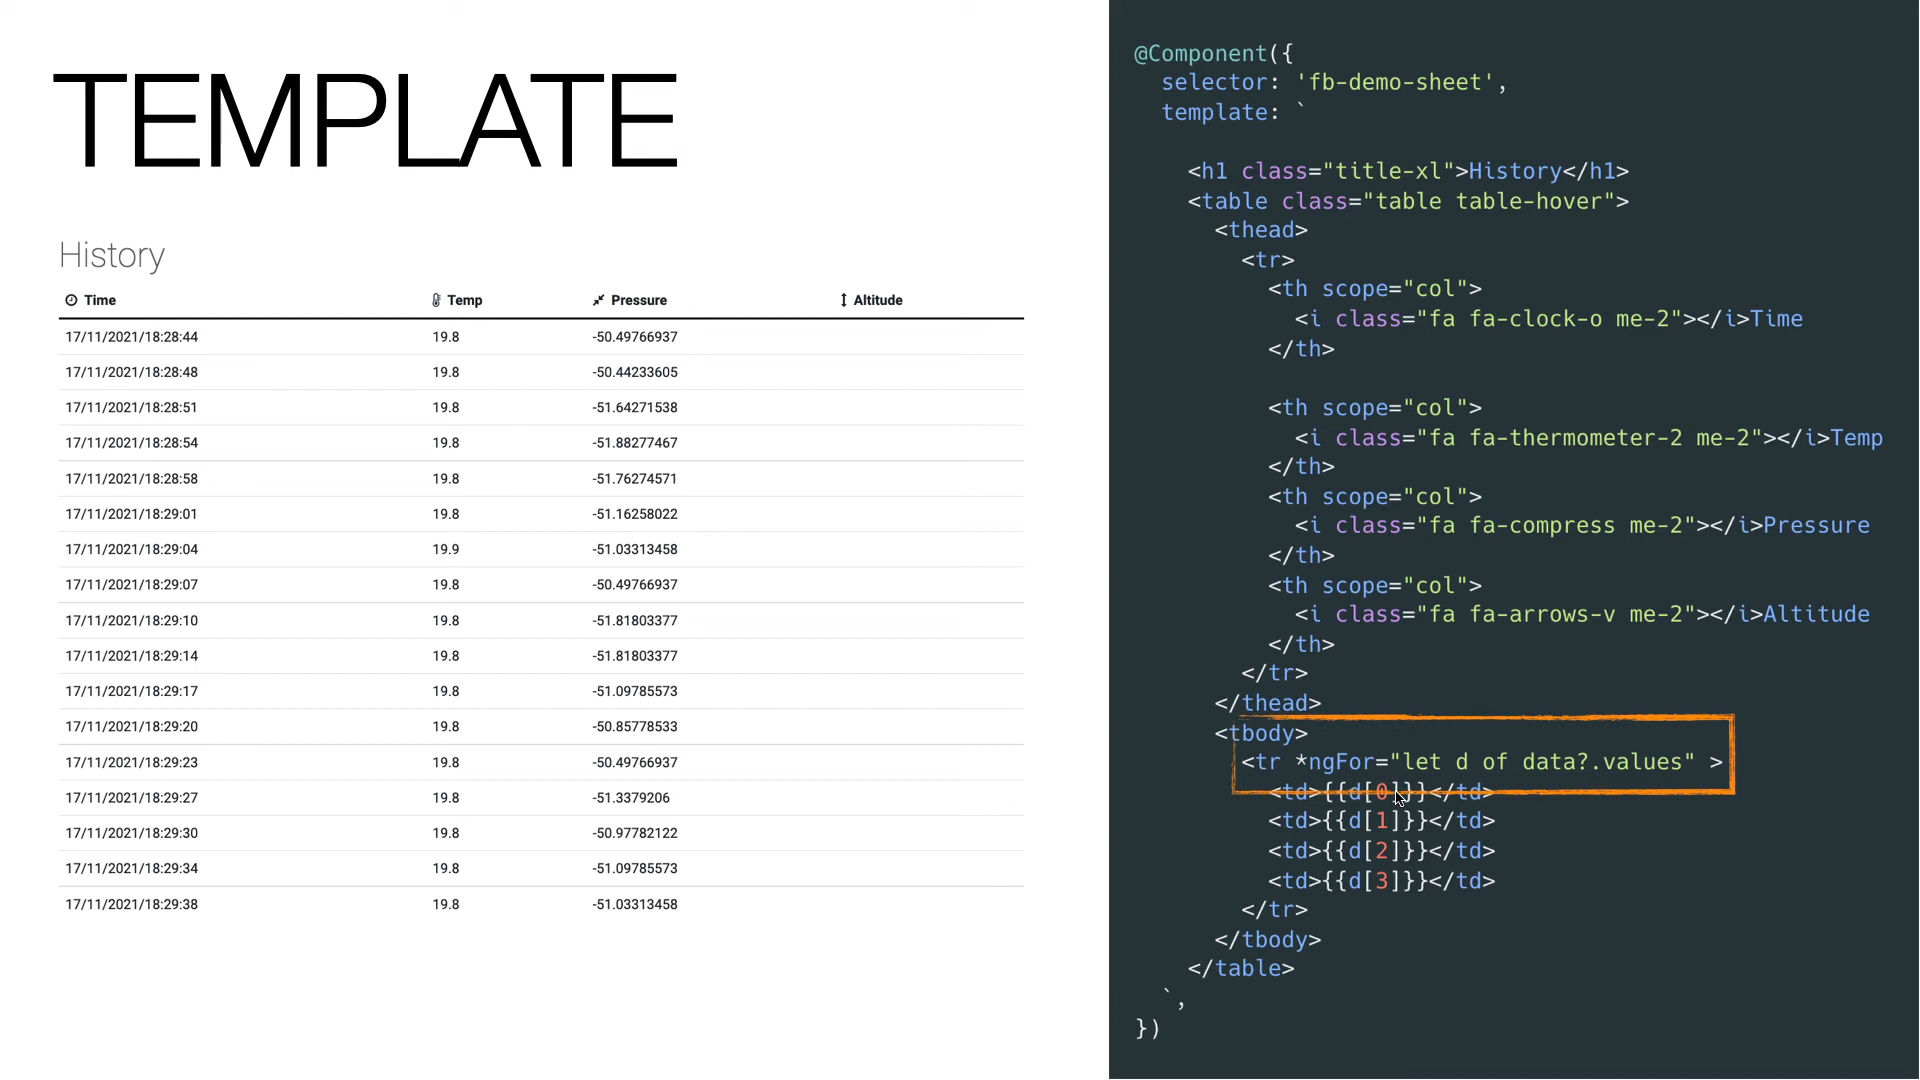 TEMPLATE
History
Time Temp Pressure Altitude
17/11/2021/18:28:44 19.8 -50.49766937
17/11/2021/18:28:48 19.8 -50.44233605
17/11/2021/18:28:51 19.8 -51.64271538
17/11/2021/18:28:54 19.8 -51.88277467
17/11/2021/18:28:58 19.8 -51.76274571
17/11/2021/18:29:01 19.8 -51.16258022
17/11/2021/18:29:04 19.9 -51.03313458
17/11/2021/18:29:07 19.8 -50.49766937
17/11/2021/18:29:10 19.8 -51.81803377
17/11/2021/18:29:14 19.8 -51.81803377
17/11/2021/18:29:17 19.8 -51.09785573
17/11/2021/18:29:20 19.8 -50.85778533
17/11/2021/18:29:23 19.8 -50.49766937
17/11/2021/18:29:27 19.8 -51.3379206
17/11/2021/18:29:30 19.8 -50.97782122
17/11/2021/18:29:34 19.8 -51.09785573
17/11/2021/18:29:38 19.8 -51.03313458
@Component({
  selector: 'fb-demo-sheet',
  template: `
    <h1 class="title-xl">History</h1>
    <table class="table table-hover">
      <thead>
        <tr>
          <th scope="col">
            <i class="fa fa-clock-o me-2"></i>Time
          </th>
          <th scope="col">
            <i class="fa fa-thermometer-2 me-2"></i>Temp
          </th>
          <th scope="col">
            <i class="fa fa-compress me-2"></i>Pressure
          </th>
          <th scope="col">
            <i class="fa fa-arrows-v me-2"></i>Altitude
          </th>
        </tr>
      </thead>
      <tbody>
        <tr *ngFor="let d of data?.values" >
          <td>{{d[0]}}</td>
          <td>{{d[1]}}</td>
          <td>{{d[2]}}</td>
          <td>{{d[3]}}</td>
        </tr>
      </tbody>
    </table>
  `,
})